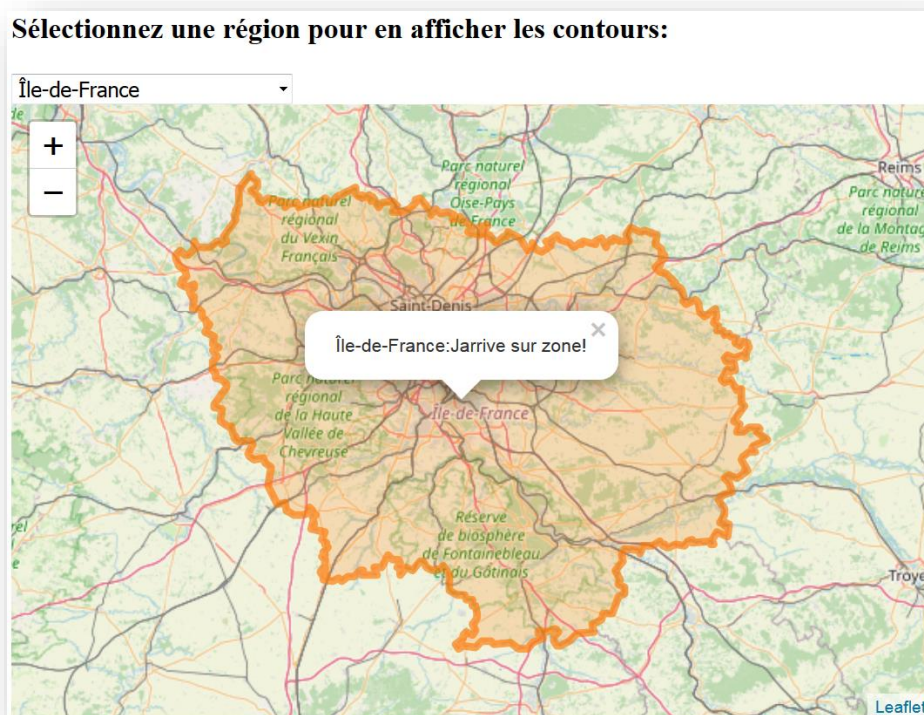 Sélectionnez une région pour en afficher les contours:
Île-de-France
+
−
Parc naturel
régional
Oise-Pays
de France
Reims
Parc nature
régional
de la Montag
de Reims
Parc naturel
régional
du Vexin
Français
Saint-Denis
×
Île-de-France:Jarrive sur zone!
Parc naturel
régional
de la Haute
Vallée de
Chevreuse
Île-de-France
Réserve
de biosphère
de Fontainebleau
et du Gâtinais
Troye
Leaflet